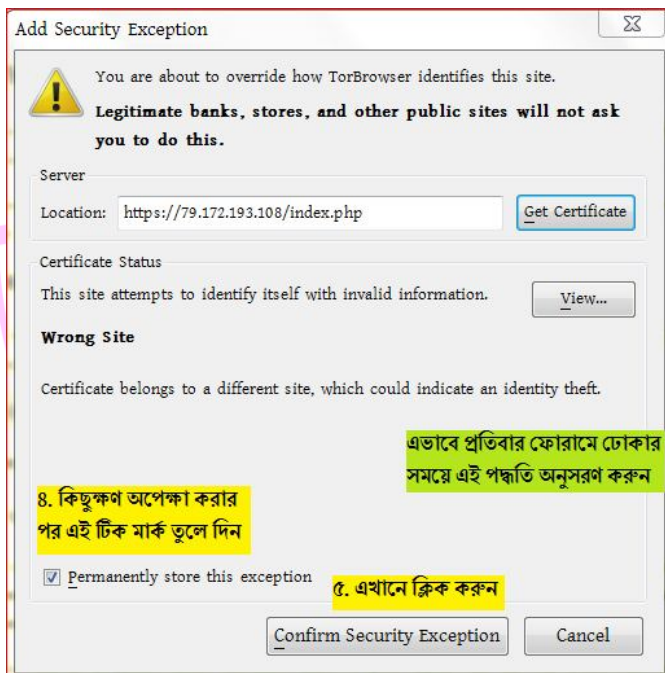 Add Security Exception
You are about to override how TorBrowser identifies this site.
Legitimate banks, stores, and other public sites will not ask
you to do this.
Server
Location: https://79.172.193.108/index.php Get Certificate
Certificate Status
This site attempts to identify itself with invalid information. View...
Wrong Site
Certificate belongs to a different site, which could indicate an identity theft.
এভাবে প্রতিবার ফোরামে ঢোকার
সময়ে এই পদ্ধতি অনুসরণ করুন
৪. কিছুক্ষণ অপেক্ষা করার
পর এই টিক মার্ক তুলে দিন
Permanently store this exception
৫. এখানে ক্লিক করুন
Confirm Security Exception Cancel